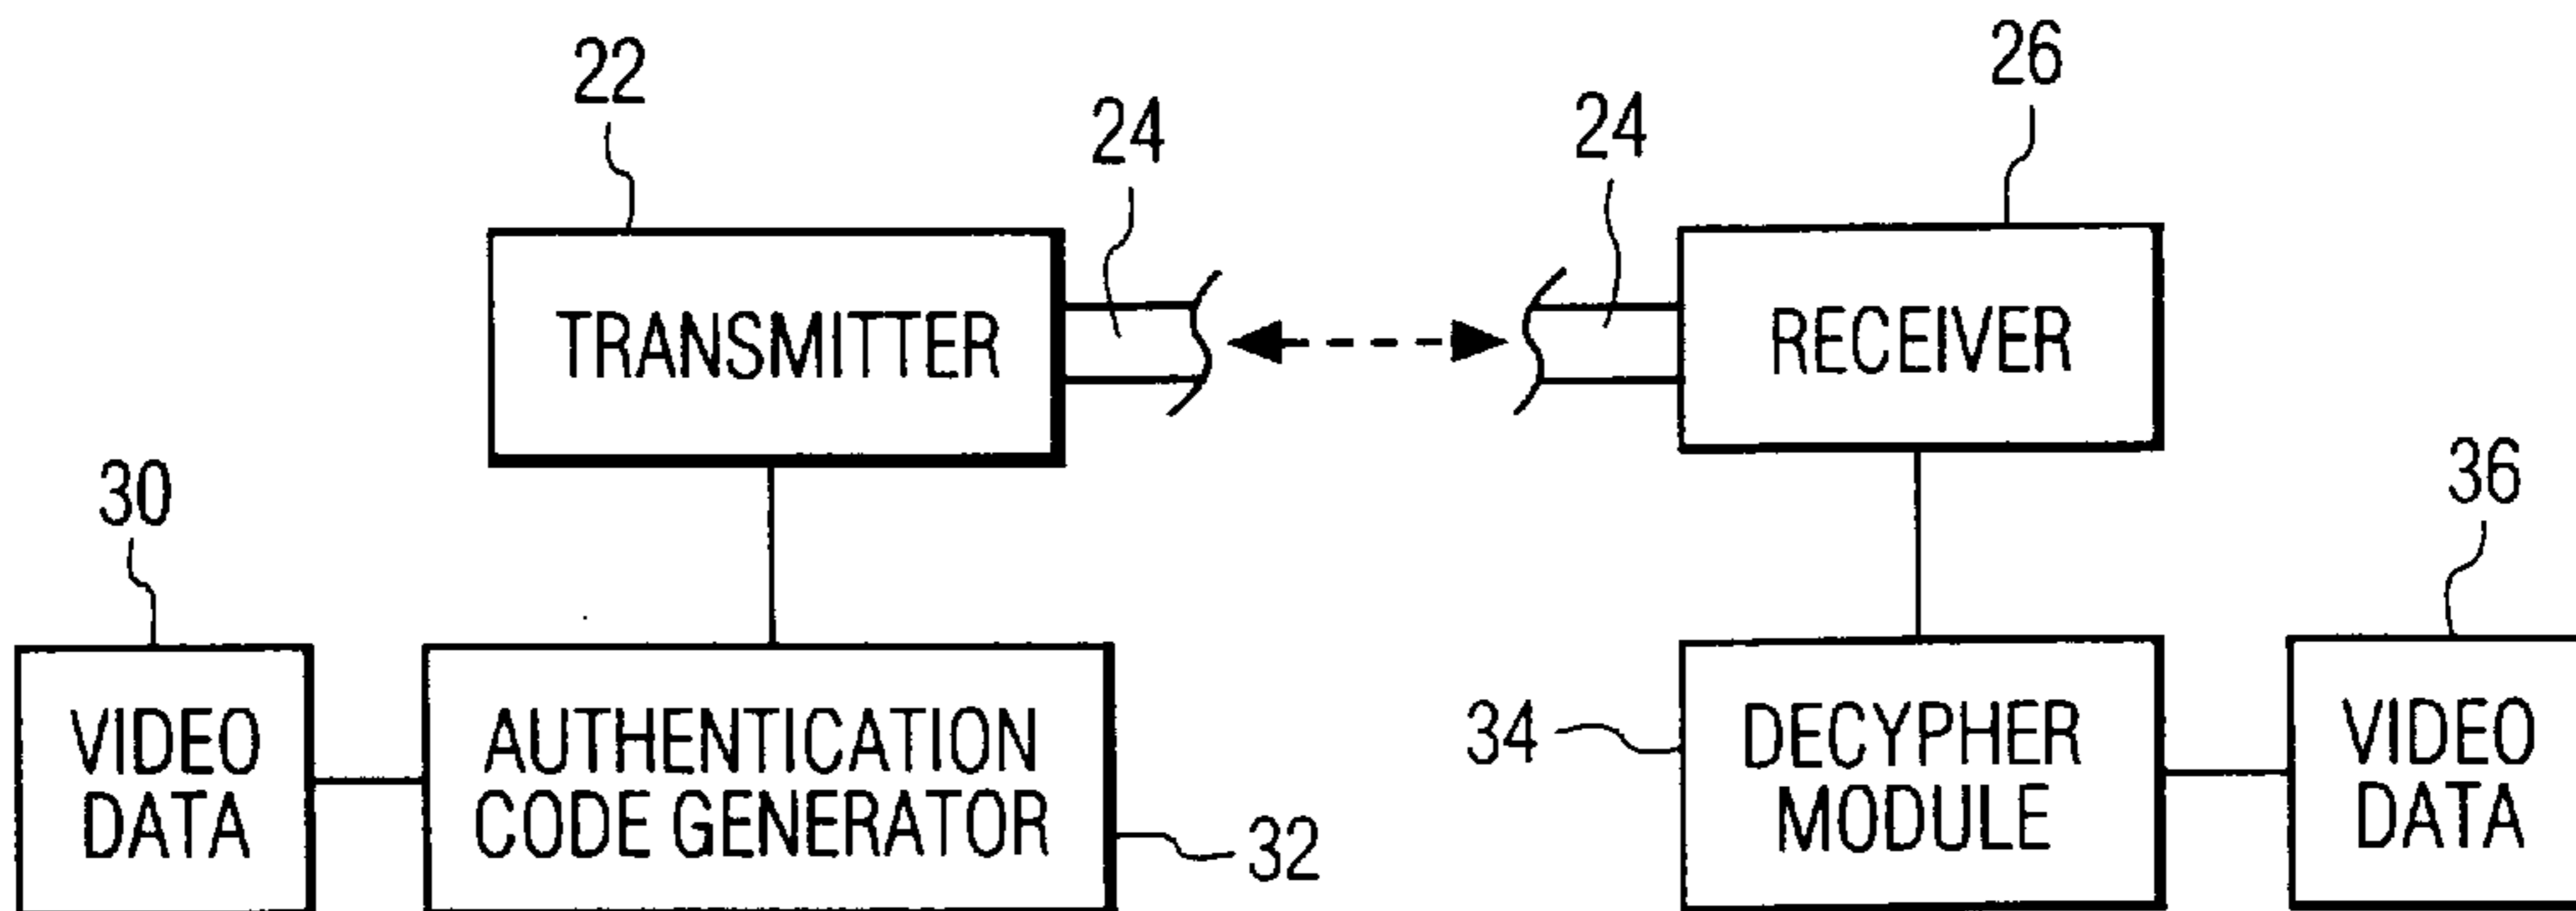 22
24
24
26
TRANSMITTER
RECEIVER
30
36
VIDEO
DATA
AUTHENTICATION
CODE GENERATOR
32
34
DECYPHER
MODULE
VIDEO
DATA